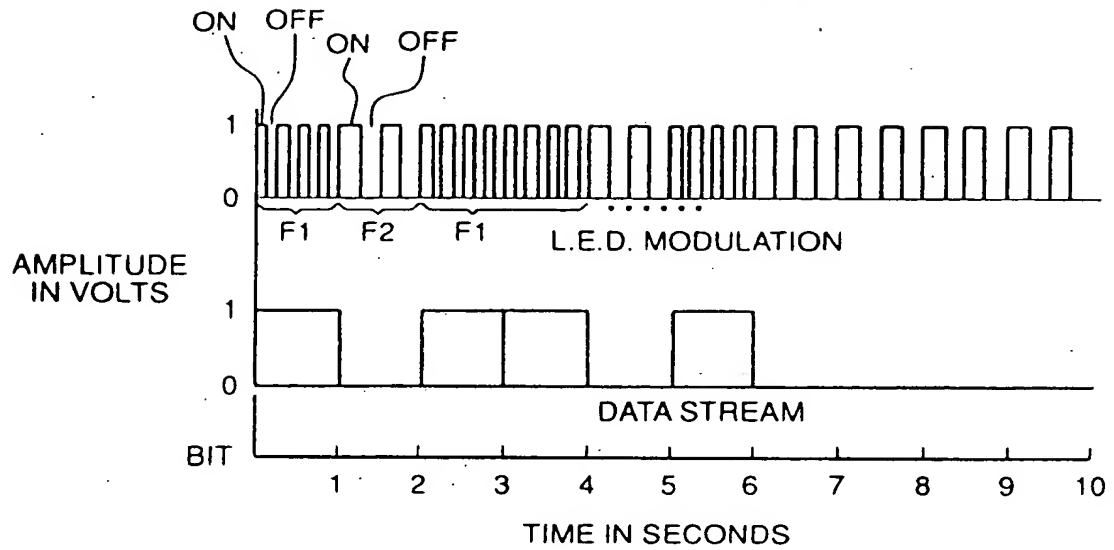 ON OFF
ON OFF
1
0
F1 F2 F1
L.E.D. MODULATION
AMPLITUDE
IN VOLTS
1
0
DATA STREAM
BIT
1 2 3 4 5 6 7 8 9 10
TIME IN SECONDS